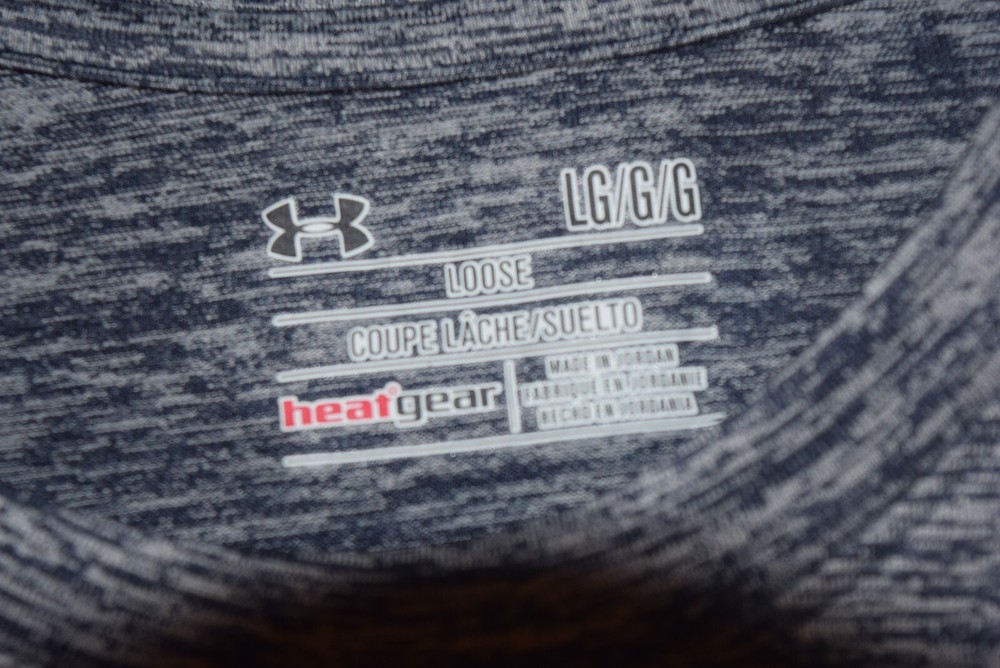 LG/G/G
LOOSE
COUPE LÂCHE/SUELTO
heatgear
MADE IN JORDAN
FABRIQUÉ EN JORDANIE
HECHO EN JORDANIA